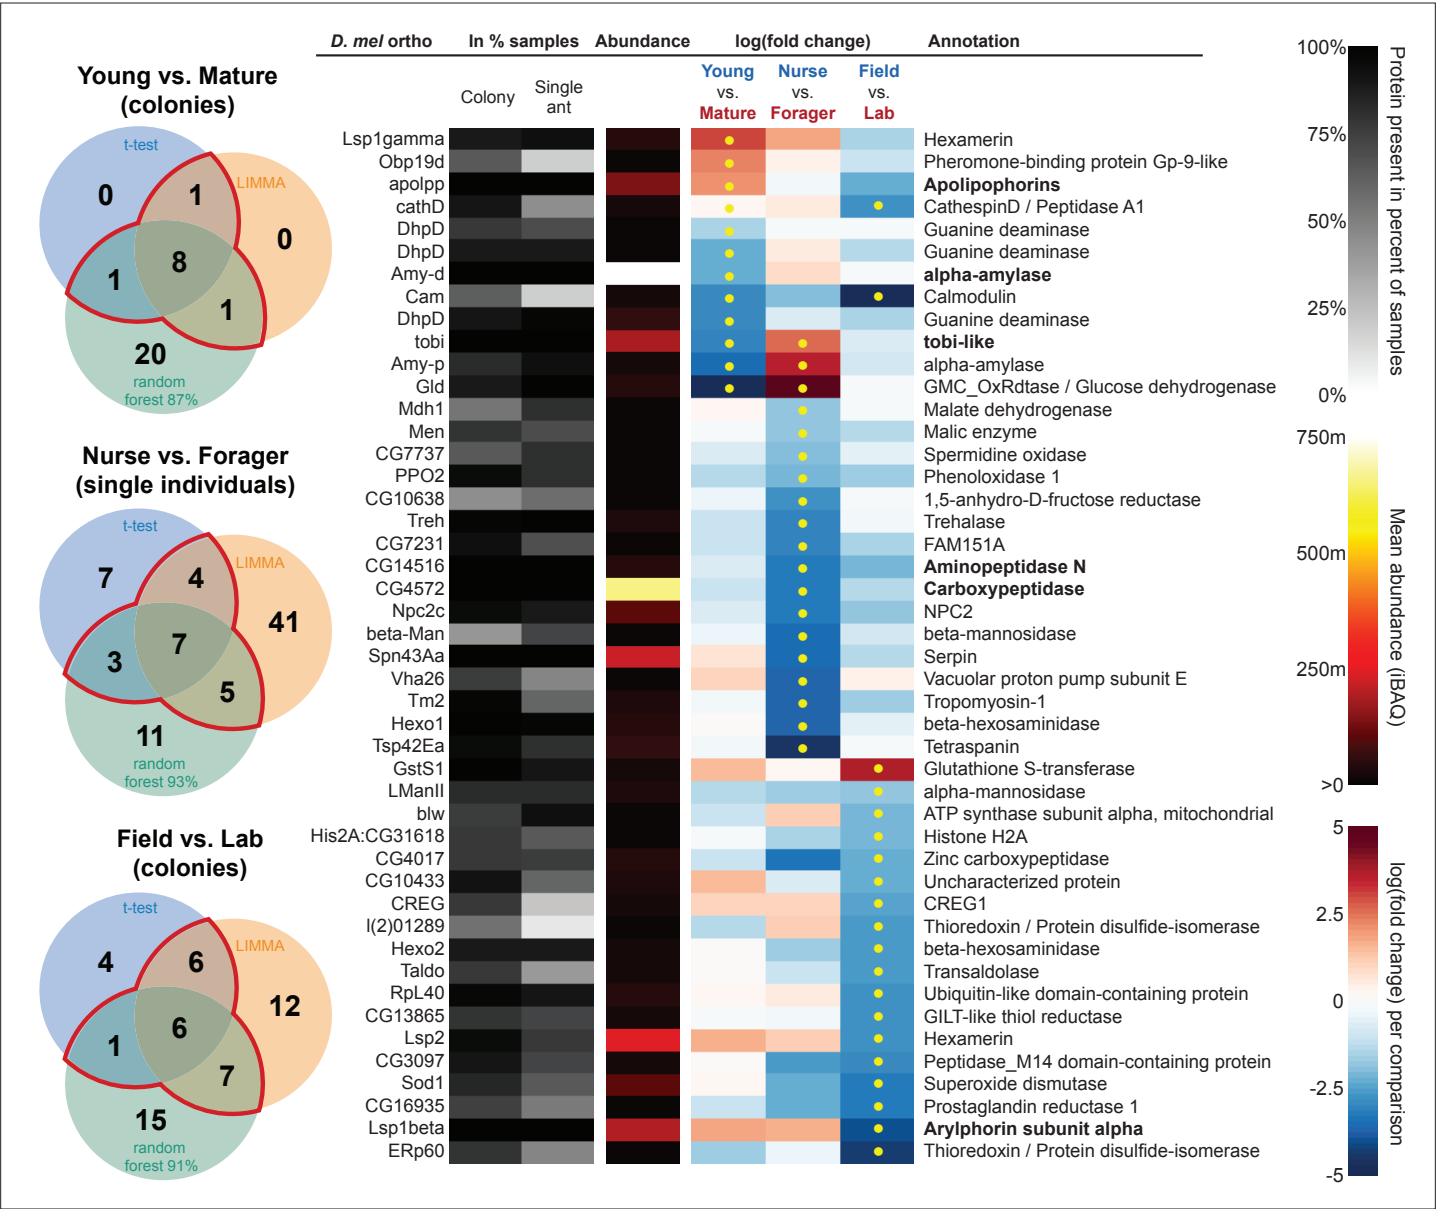 Young vs. Mature
(colonies)
t-test
LIMMA
0
1
0
8
1
1
20
random
forest 87%
Nurse vs. Forager
(single individuals)
t-test
LIMMA
7
4
41
7
3
5
11
random
forest 93%
Field vs. Lab
(colonies)
t-test
LIMMA
4
6
12
6
1
7
15
random
forest 91%
D. mel ortho In % samples Abundance log(fold change) Annotation
Colony Single ant Young vs. Mature Nurse vs. Forager Field vs. Lab
Lsp1gamma Hexamerin
Obp19d Pheromone-binding protein Gp-9-like
apolpp Apolipophorins
cathD CathespinD / Peptidase A1
DhpD Guanine deaminase
DhpD Guanine deaminase
Amy-d alpha-amylase
Cam Calmodulin
DhpD Guanine deaminase
tobi tobi-like
Amy-p alpha-amylase
Gld GMC_OxRdtase / Glucose dehydrogenase
Mdh1 Malate dehydrogenase
Men Malic enzyme
CG7737 Spermidine oxidase
PPO2 Phenoloxidase 1
CG10638 1,5-anhydro-D-fructose reductase
Treh Trehalase
CG7231 FAM151A
CG14516 Aminopeptidase N
CG4572 Carboxypeptidase
Npc2c NPC2
beta-Man beta-mannosidase
Spn43Aa Serpin
Vha26 Vacuolar proton pump subunit E
Tm2 Tropomyosin-1
Hexo1 beta-hexosaminidase
Tsp42Ea Tetraspanin
GstS1 Glutathione S-transferase
LManII alpha-mannosidase
blw ATP synthase subunit alpha, mitochondrial
His2A:CG31618 Histone H2A
CG4017 Zinc carboxypeptidase
CG10433 Uncharacterized protein
CREG CREG1
l(2)01289 Thioredoxin / Protein disulfide-isomerase
Hexo2 beta-hexosaminidase
Taldo Transaldolase
RpL40 Ubiquitin-like domain-containing protein
CG13865 GILT-like thiol reductase
Lsp2 Hexamerin
CG3097 Peptidase_M14 domain-containing protein
Sod1 Superoxide dismutase
CG16935 Prostaglandin reductase 1
Lsp1beta Arylphorin subunit alpha
ERp60 Thioredoxin / Protein disulfide-isomerase
100%
75%
50%
25%
0%
Protein present in percent of samples
750m
500m
250m
>0
Mean abundance (iBAQ)
5
2.5
0
-2.5
-5
log(fold change) per comparison